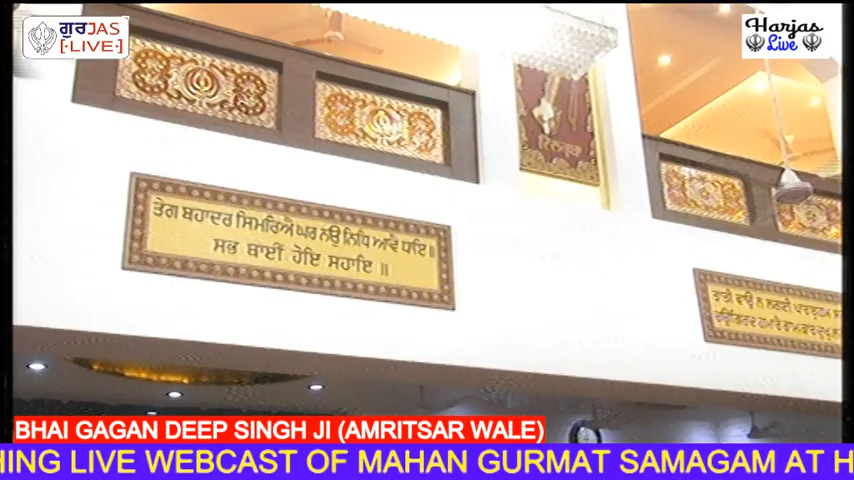 ਗੁਰJAS
LIVE
Harjas
Live
ਤੇਗ ਬਹਾਦਰ ਸਿਮਰਿਐ ਘਰ ਨਉ ਨਿਧਿ ਆਵੈ ਧਾਇ॥
ਸਭ ਥਾਈਂ ਹੋਇ ਸਹਾਇ ॥
BHAI GAGAN DEEP SINGH JI (AMRITSAR WALE)
HING LIVE WEBCAST OF MAHAN GURMAT SAMAGAM AT H